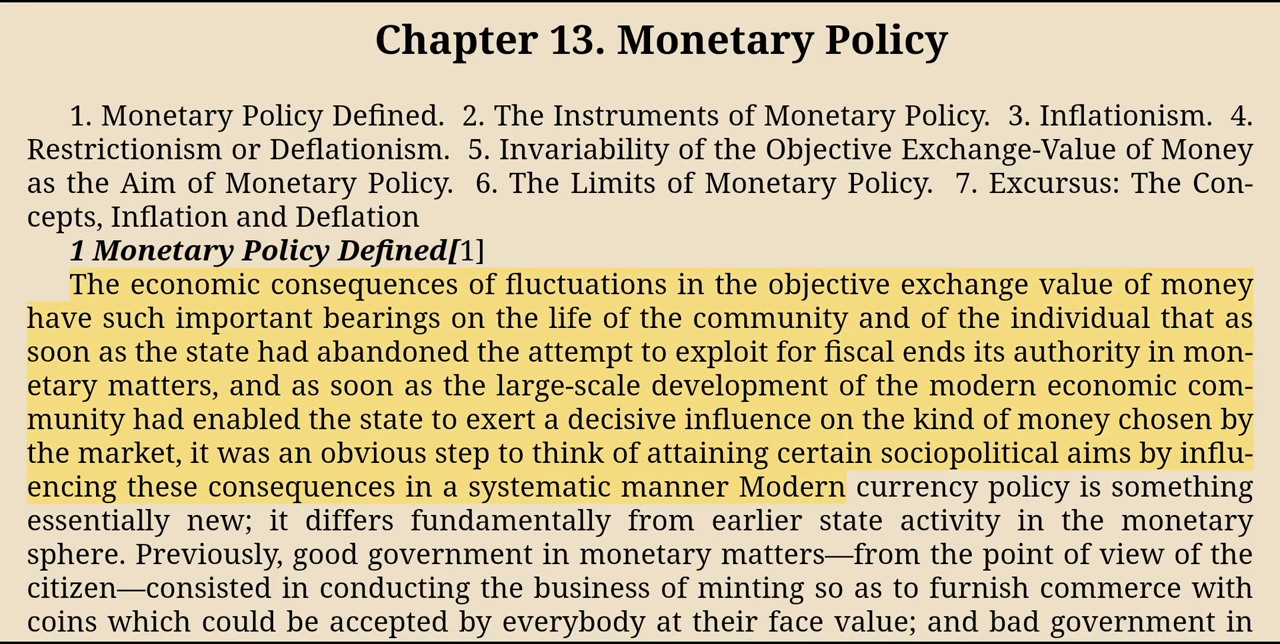 Chapter 13. Monetary Policy
1. Monetary Policy Defined. 2. The Instruments of Monetary Policy. 3. Inflationism. 4.
Restrictionism or Deflationism. 5. Invariability of the Objective Exchange-Value of Money
as the Aim of Monetary Policy. 6. The Limits of Monetary Policy. 7. Excursus: The Con-
cepts, Inflation and Deflation
1 Monetary Policy Defined[1]
The economic consequences of fluctuations in the objective exchange value of money
have such important bearings on the life of the community and of the individual that as
soon as the state had abandoned the attempt to exploit for fiscal ends its authority in mon-
etary matters, and as soon as the large-scale development of the modern economic com-
munity had enabled the state to exert a decisive influence on the kind of money chosen by
the market, it was an obvious step to think of attaining certain sociopolitical aims by influ-
encing these consequences in a systematic manner Modern currency policy is something
essentially new; it differs fundamentally from earlier state activity in the monetary
sphere. Previously, good government in monetary matters—from the point of view of the
citizen—consisted in conducting the business of minting so as to furnish commerce with
coins which could be accepted by everybody at their face value; and bad government in